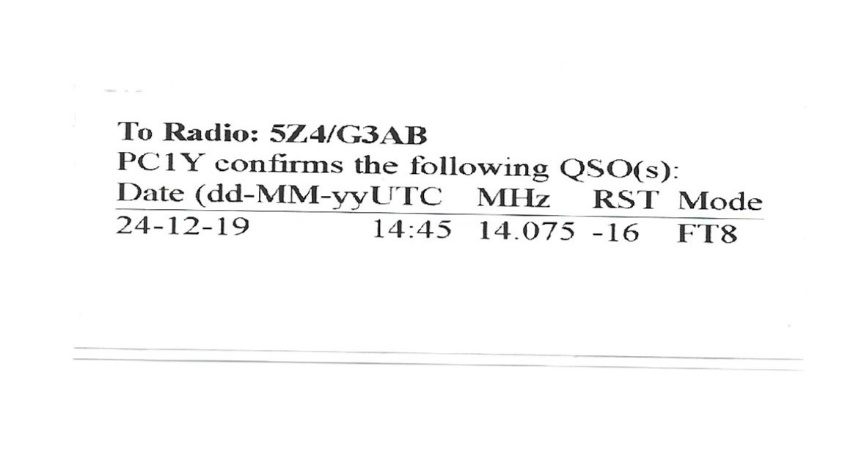 To Radio: 5Z4/G3AB
PC1Y confirms the following QSO(s):
Date (dd-MM-yyUTC MHz RST Mode
24-12-19 14:45 14.075 -16 FT8